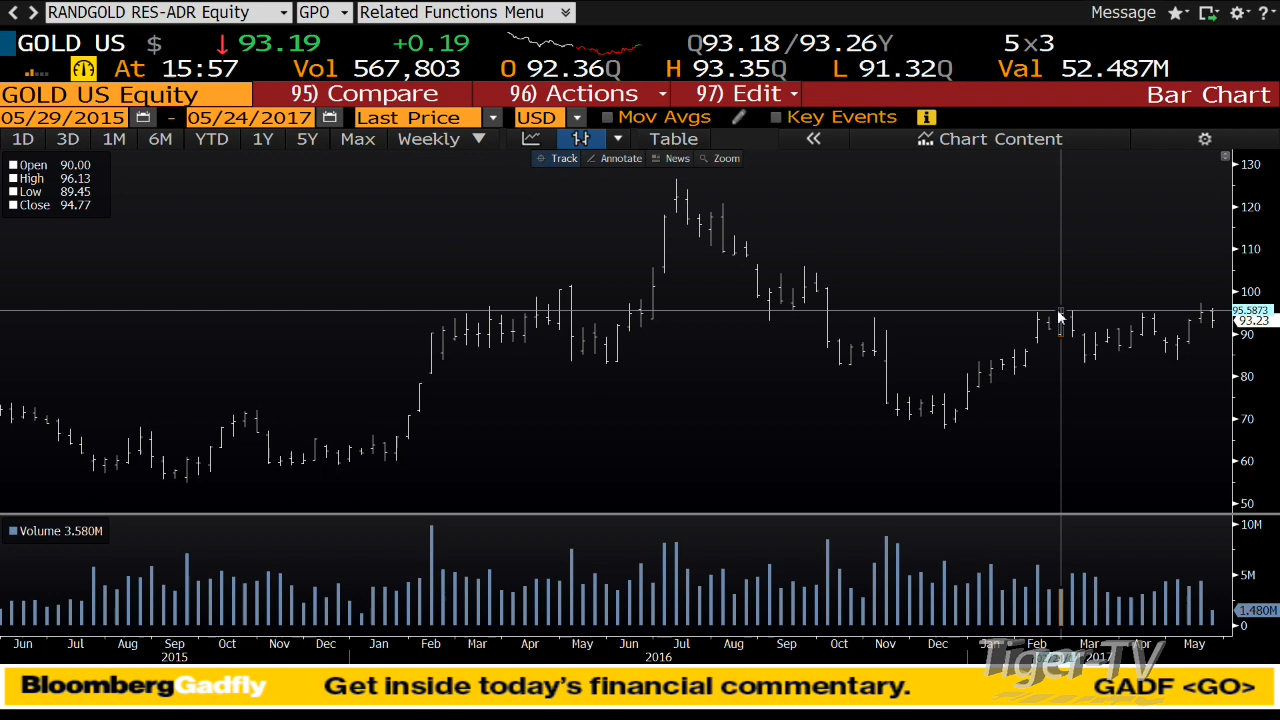 RANDGOLD RES-ADR Equity GPO Related Functions Menu Message ?
GOLD US $ ↓93.19 +0.19 Q93.18/93.26Y 5x3
At 15:57 Vol 567,803 O 92.36Q H 93.35Q L 91.32Q Val 52.487M
GOLD US Equity 95) Compare 96) Actions 97) Edit Bar Chart
05/29/2015 - 05/24/2017 Last Price USD Mov Avgs Key Events i
1D 3D 1M 6M YTD 1Y 5Y Max Weekly ▼ Table « Chart Content
Track Annotate News Zoom
Open 90.00
High 96.13
Low 89.45
Close 94.77
130
120
110
100
95.5873
93.23
90
80
70
60
50
Volume 3.580M
10M
5M
1.480M
0
Jun Jul Aug Sep Oct Nov Dec Jan Feb Mar Apr May Jun Jul Aug Sep Oct Nov Dec Jan Feb Mar Apr May
2015 2016 2017
Tiger-TV
BloombergGadfly Get inside today's financial commentary. GADF <GO>